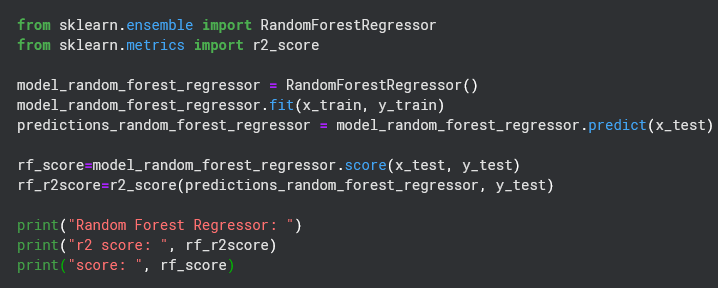 from sklearn.ensemble import RandomForestRegressor
from sklearn.metrics import r2_score
model_random_forest_regressor = RandomForestRegressor()
model_random_forest_regressor.fit(x_train, y_train)
predictions_random_forest_regressor = model_random_forest_regressor.predict(x_test)
rf_score=model_random_forest_regressor.score(x_test, y_test)
rf_r2score=r2_score(predictions_random_forest_regressor, y_test)
print("Random Forest Regressor: ")
print("r2 score: ", rf_r2score)
print("score: ", rf_score)